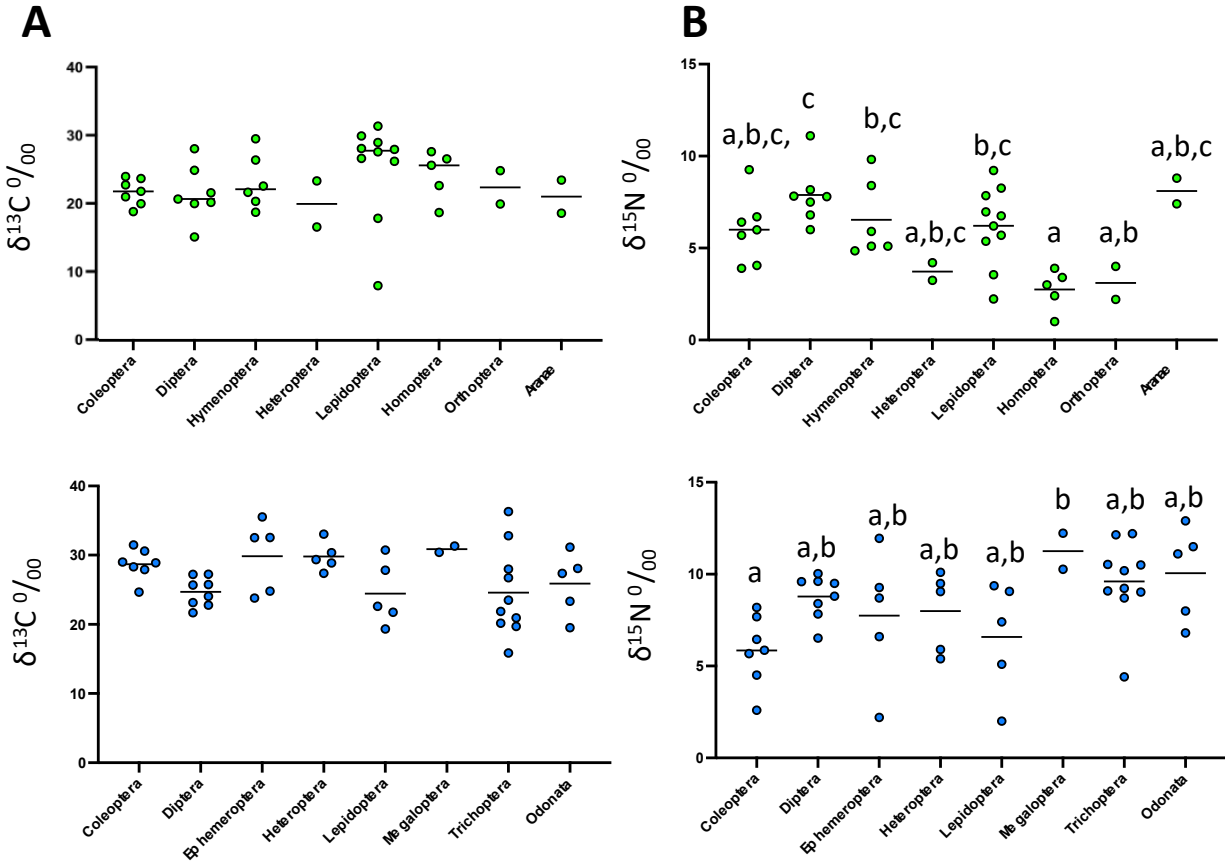 A
B
δ13C 0/00
40
30
20
10
0
Coleoptera
Diptera
Hymenoptera
Heteroptera
Lepidoptera
Homoptera
Orthoptera
δ15N 0/00
15
10
5
0
a,b,c,
c
b,c
a,b,c
b,c
a
a,b
a,b,c
Coleoptera
Diptera
Hymenoptera
Heteroptera
Lepidoptera
Homoptera
Orthoptera
δ13C 0/00
40
30
20
10
0
Coleoptera
Diptera
Ephemeroptera
Heteroptera
Lepidoptera
Megaloptera
Trichoptera
Odonata
δ15N 0/00
15
10
5
0
a
a,b
a,b
a,b
a,b
b
a,b
a,b
Coleoptera
Diptera
Ephemeroptera
Heteroptera
Lepidoptera
Megaloptera
Trichoptera
Odonata